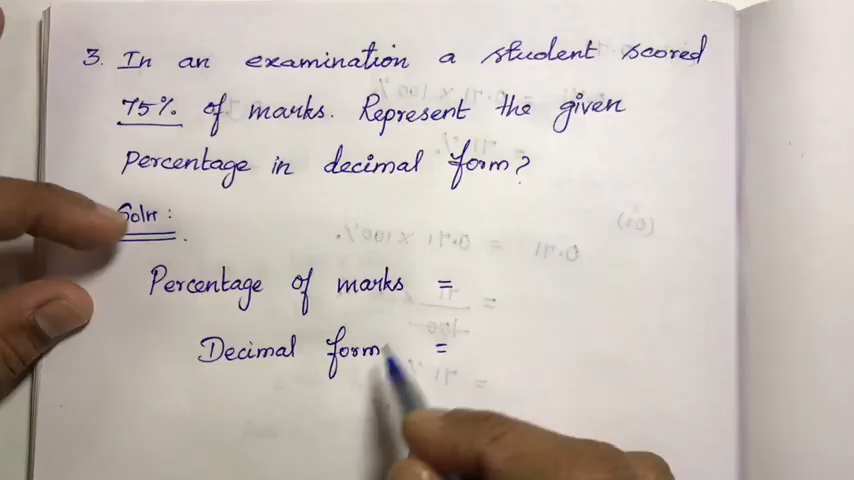 3. In an examination a student scored
75% of marks. Represent the given
Percentage in decimal form?
Soln :
Percentage of marks =
Decimal form =